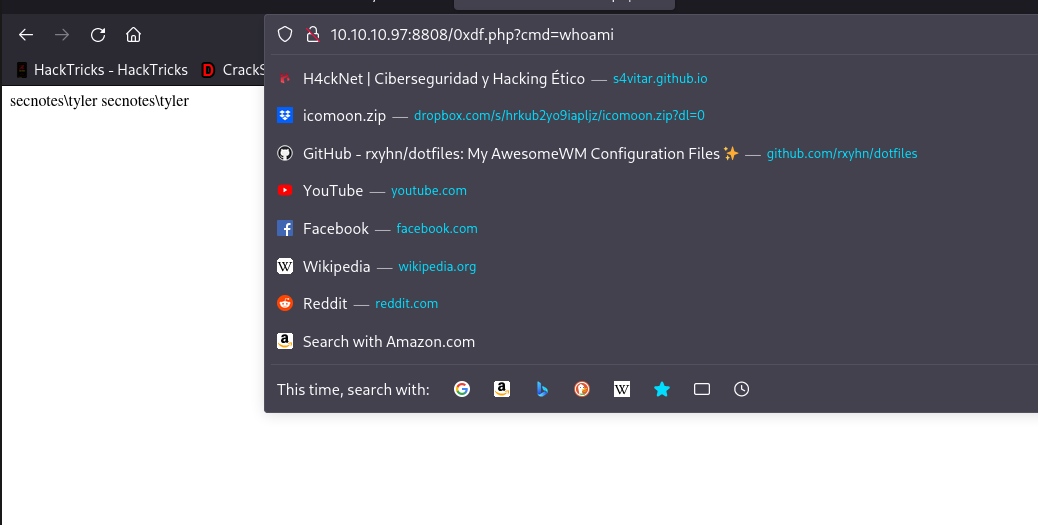 10.10.10.97:8808/0xdf.php?cmd=whoami
HackTricks - HackTricks CrackS
secnotes\tyler secnotes\tyler
H4ckNet | Ciberseguridad y Hacking Ético — s4vitar.github.io
icomoon.zip — dropbox.com/s/hrkub2yo9iapljz/icomoon.zip?dl=0
GitHub - rxyhn/dotfiles: My AwesomeWM Configuration Files ✨ — github.com/rxyhn/dotfiles
YouTube — youtube.com
Facebook — facebook.com
Wikipedia — wikipedia.org
Reddit — reddit.com
Search with Amazon.com
This time, search with: